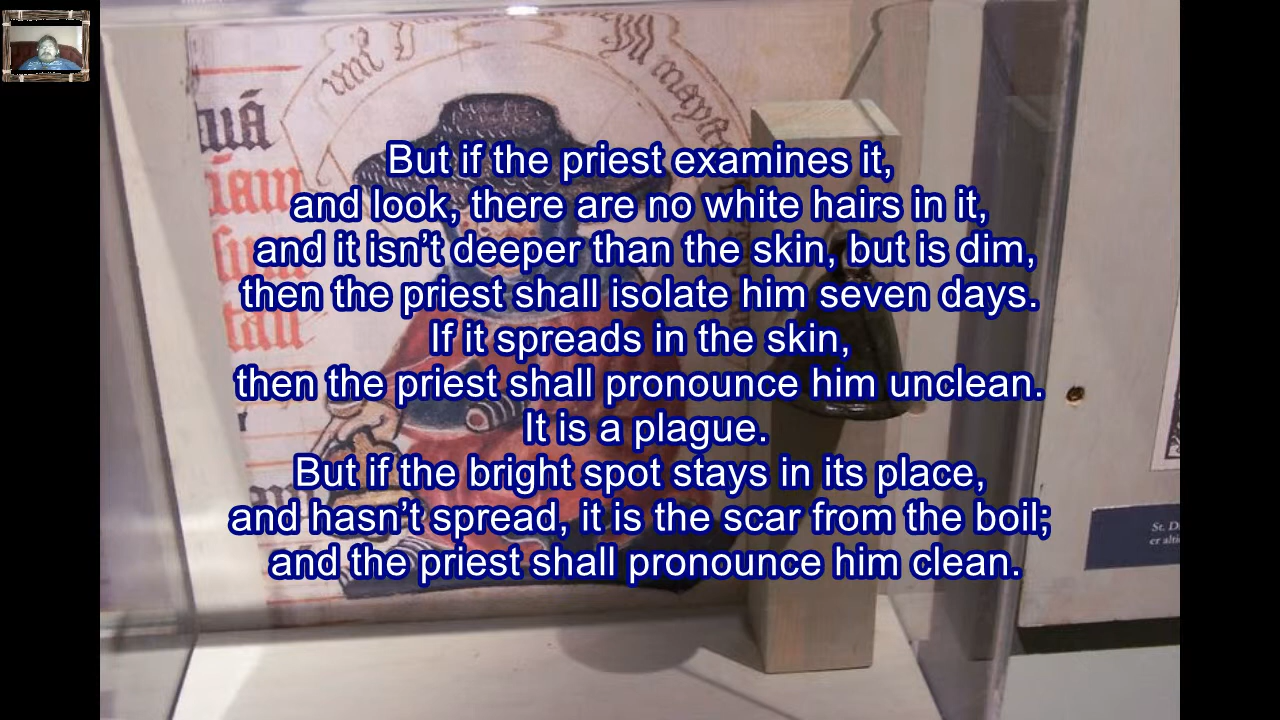 But if the priest examines it,
and look, there are no white hairs in it,
and it isn’t deeper than the skin, but is dim,
then the priest shall isolate him seven days.
If it spreads in the skin,
then the priest shall pronounce him unclean.
It is a plague.
But if the bright spot stays in its place,
and hasn’t spread, it is the scar from the boil;
and the priest shall pronounce him clean.